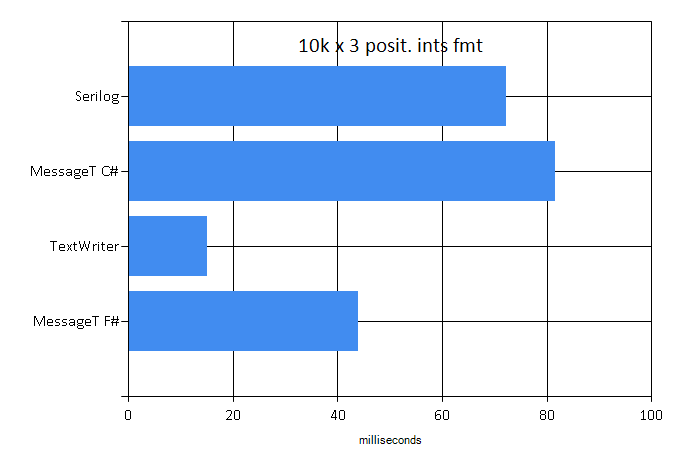 10k x 3 posit. ints fmt
Serilog
MessageT C#
TextWriter
MessageT F#
0 20 40 60 80 100
milliseconds